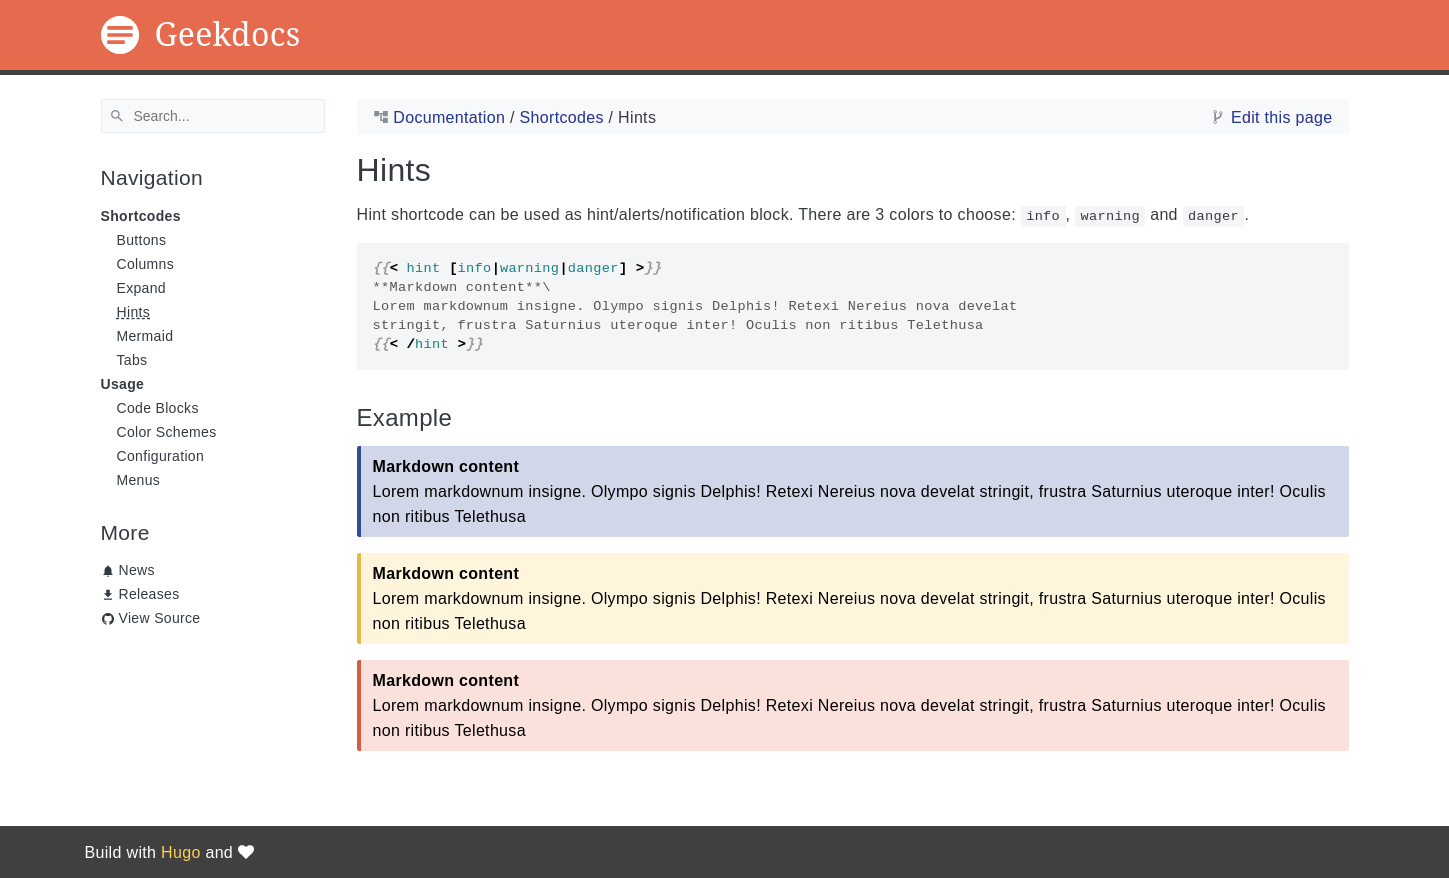 Geekdocs
Search...
Navigation
Shortcodes
Buttons
Columns
Expand
Hints
Mermaid
Tabs
Usage
Code Blocks
Color Schemes
Configuration
Menus
More
News
Releases
View Source
Documentation / Shortcodes / Hints
Edit this page
Hints
Hint shortcode can be used as hint/alerts/notification block. There are 3 colors to choose: info, warning and danger.
{{< hint [info|warning|danger] >}}
**Markdown content**\
Lorem markdownum insigne. Olympo signis Delphis! Retexi Nereius nova develat
stringit, frustra Saturnius uteroque inter! Oculis non ritibus Telethusa
{{< /hint >}}
Example
Markdown content
Lorem markdownum insigne. Olympo signis Delphis! Retexi Nereius nova develat stringit, frustra Saturnius uteroque inter! Oculis
non ritibus Telethusa
Markdown content
Lorem markdownum insigne. Olympo signis Delphis! Retexi Nereius nova develat stringit, frustra Saturnius uteroque inter! Oculis
non ritibus Telethusa
Markdown content
Lorem markdownum insigne. Olympo signis Delphis! Retexi Nereius nova develat stringit, frustra Saturnius uteroque inter! Oculis
non ritibus Telethusa
Build with Hugo and